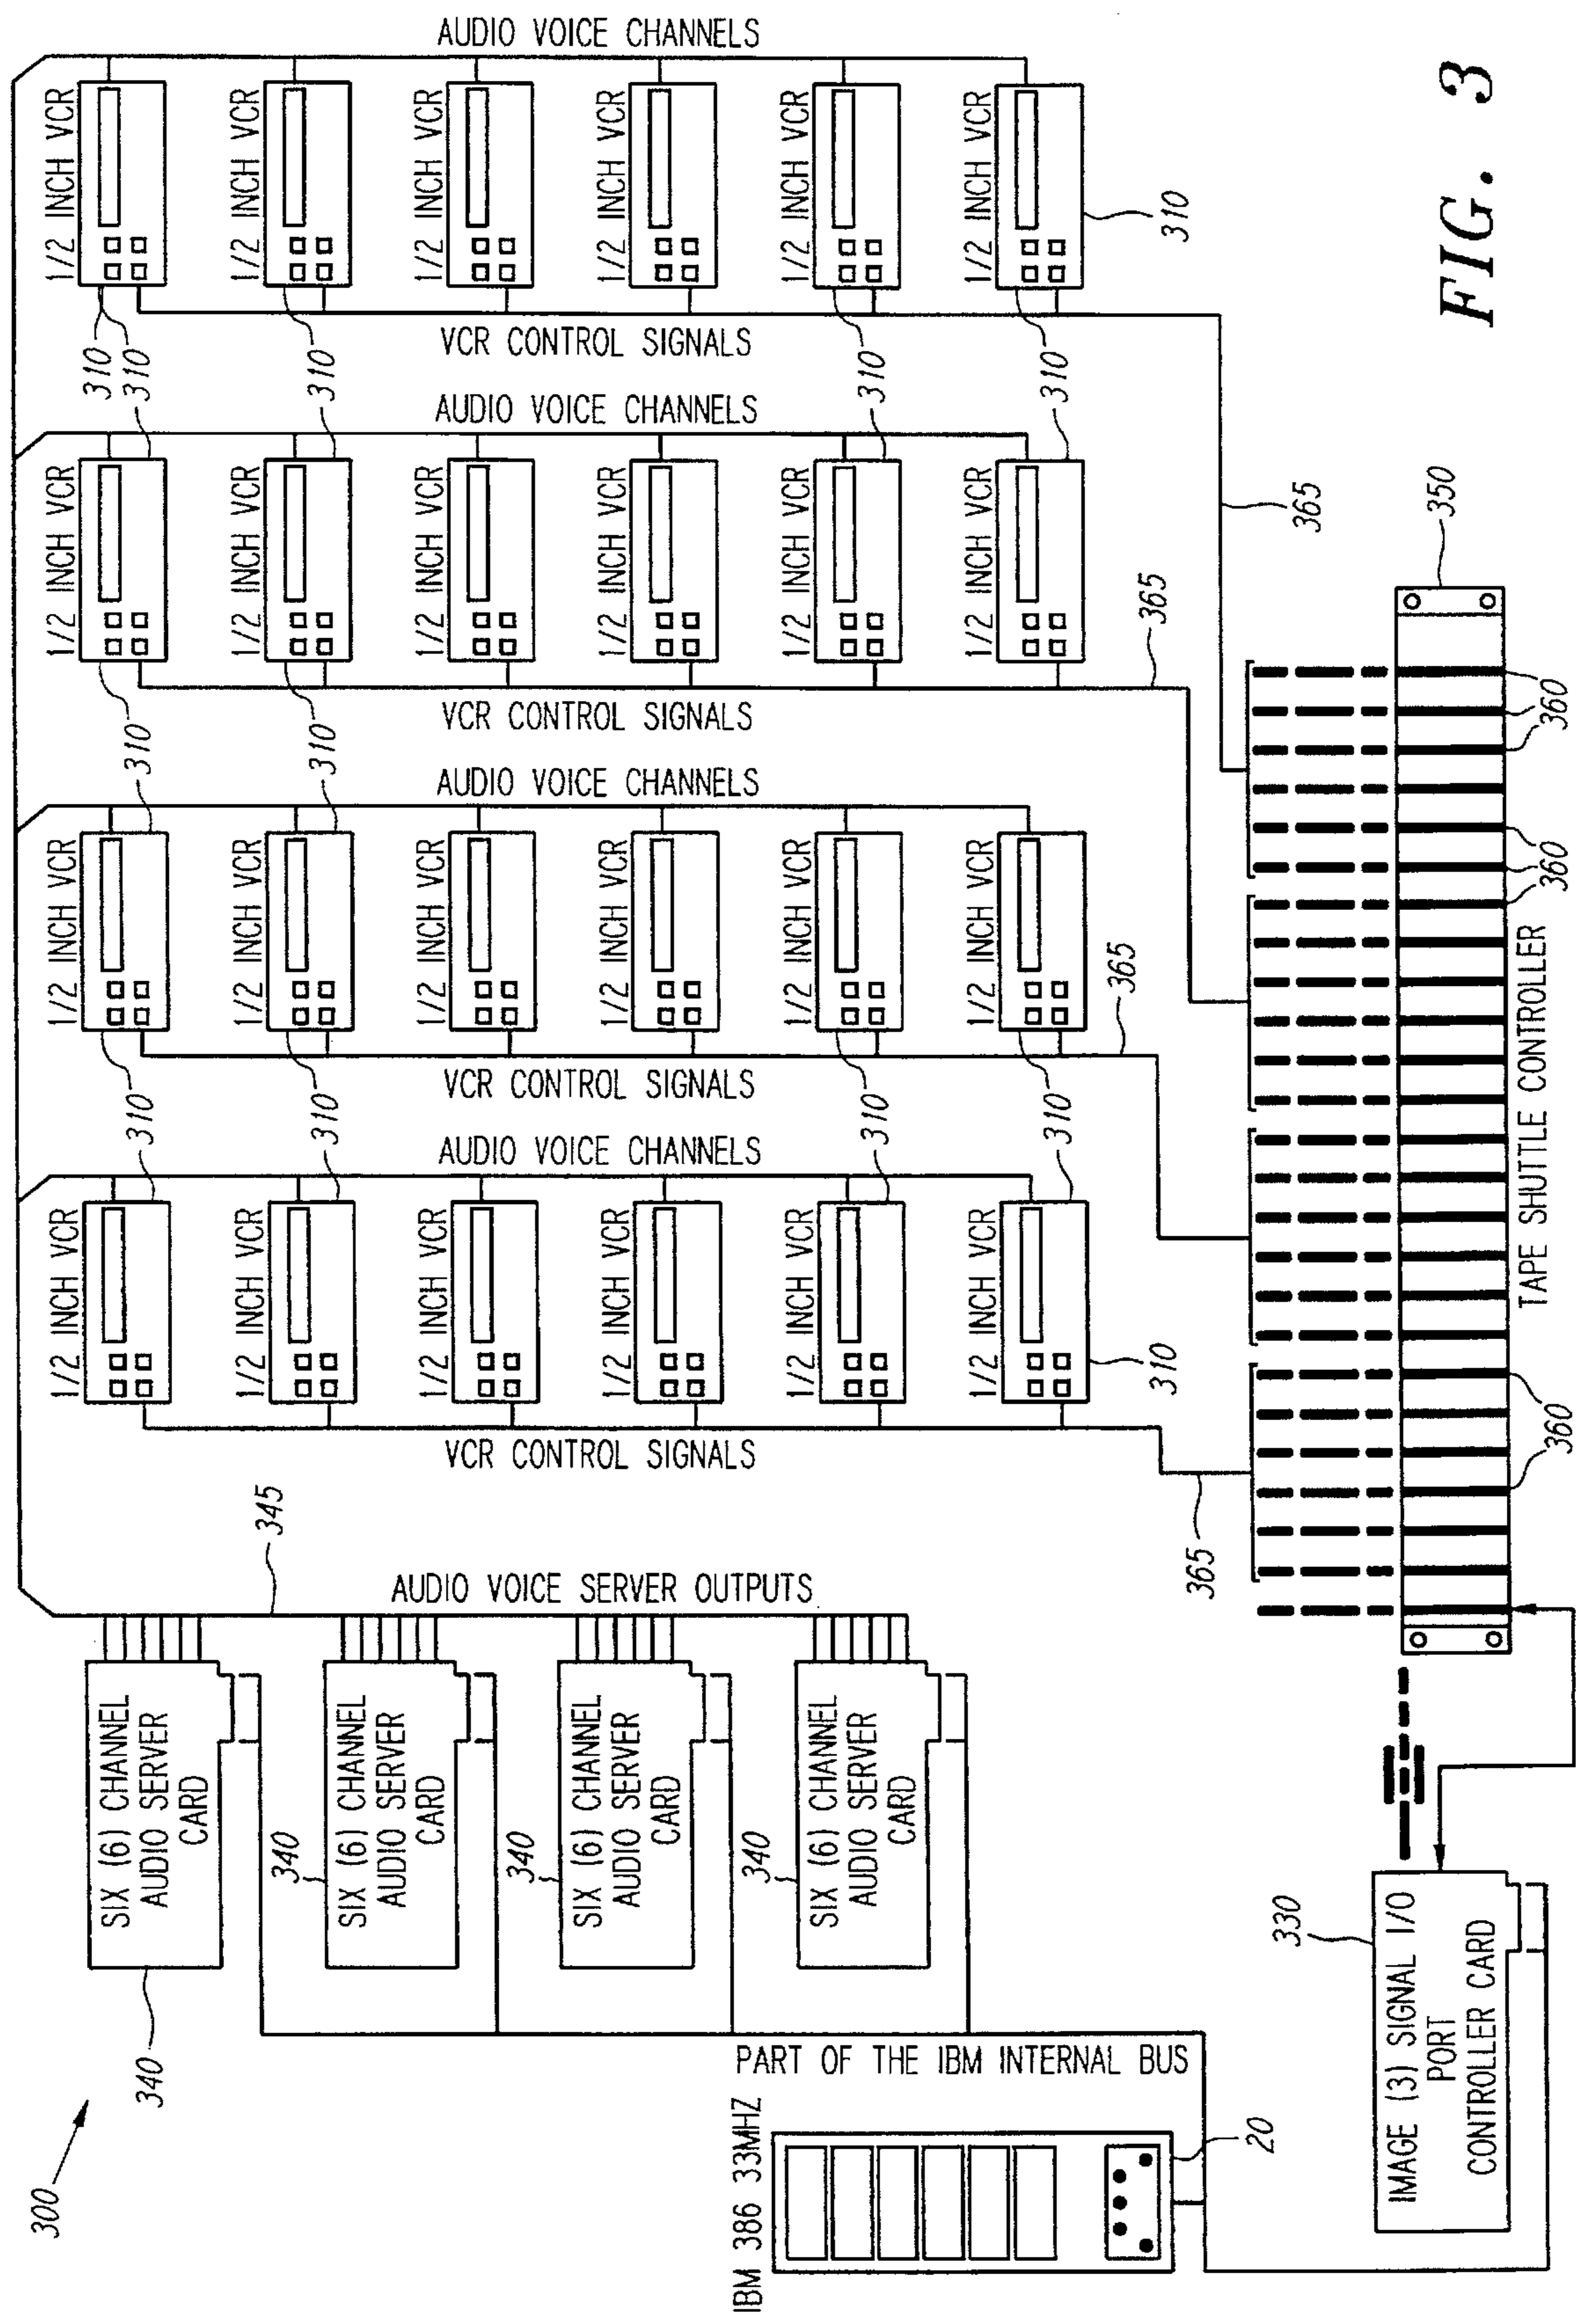 300
340
SIX (6) CHANNEL
AUDIO SERVER
CARD
340
SIX (6) CHANNEL
AUDIO SERVER
CARD
340
SIX (6) CHANNEL
AUDIO SERVER
CARD
340
SIX (6) CHANNEL
AUDIO SERVER
CARD
345
AUDIO VOICE SERVER OUTPUTS
IBM 386 33MHZ
20
PART OF THE IBM INTERNAL BUS
330
IMAGE (3) SIGNAL I/O
PORT
CONTROLLER CARD
VCR CONTROL SIGNALS
1/2 INCH VCR
1/2 INCH VCR
1/2 INCH VCR
1/2 INCH VCR
1/2 INCH VCR
1/2 INCH VCR
310
AUDIO VOICE CHANNELS
310
310
310
310
VCR CONTROL SIGNALS
1/2 INCH VCR
1/2 INCH VCR
1/2 INCH VCR
1/2 INCH VCR
1/2 INCH VCR
1/2 INCH VCR
AUDIO VOICE CHANNELS
310
310
VCR CONTROL SIGNALS
1/2 INCH VCR
1/2 INCH VCR
1/2 INCH VCR
1/2 INCH VCR
1/2 INCH VCR
1/2 INCH VCR
AUDIO VOICE CHANNELS
310
310
310
310
310
VCR CONTROL SIGNALS
1/2 INCH VCR
1/2 INCH VCR
1/2 INCH VCR
1/2 INCH VCR
1/2 INCH VCR
1/2 INCH VCR
310
AUDIO VOICE CHANNELS
365
365
365
365
350
360
360
360
TAPE SHUTTLE CONTROLLER
FIG. 3